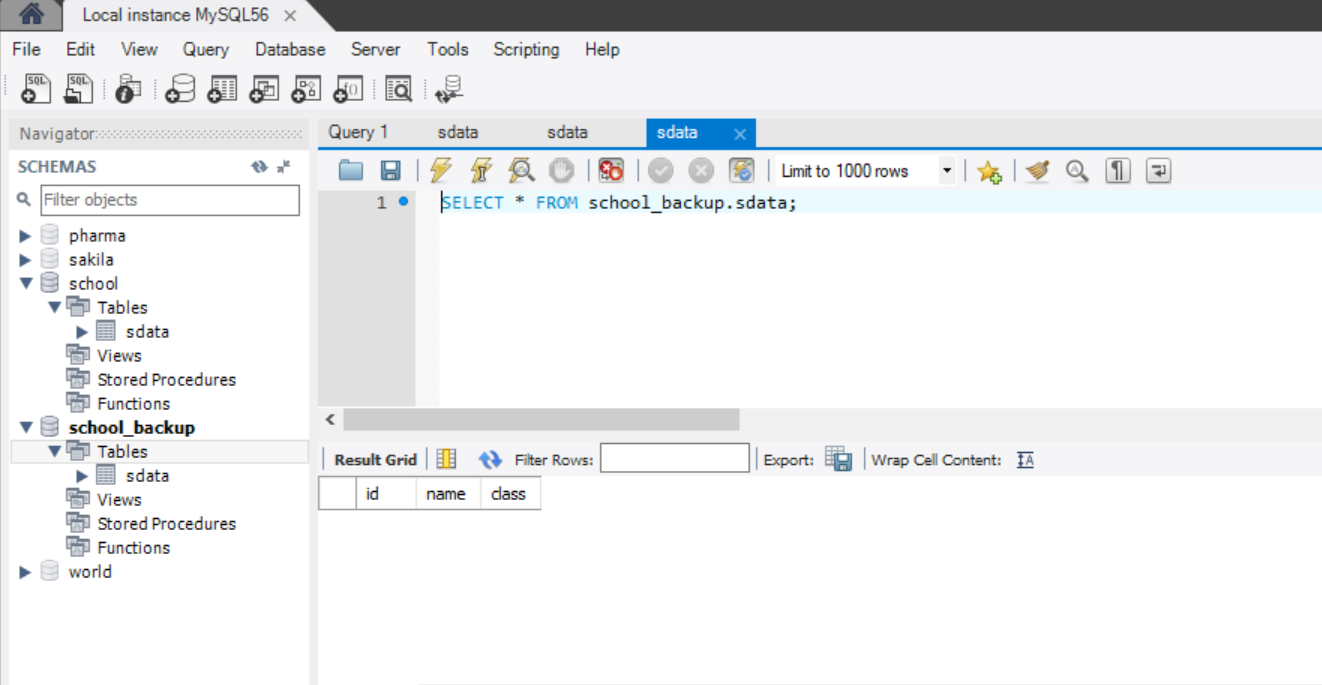 Local instance MySQL56
File Edit View Query Database Server Tools Scripting Help
SQL SQL
Navigator
SCHEMAS
Filter objects
pharma
sakila
school
Tables
sdata
Views
Stored Procedures
Functions
school_backup
Tables
sdata
Views
Stored Procedures
Functions
world
Query 1 sdata sdata sdata
Limit to 1000 rows
1 SELECT * FROM school_backup.sdata;
Result Grid Filter Rows: Export: Wrap Cell Content: IA
id name class